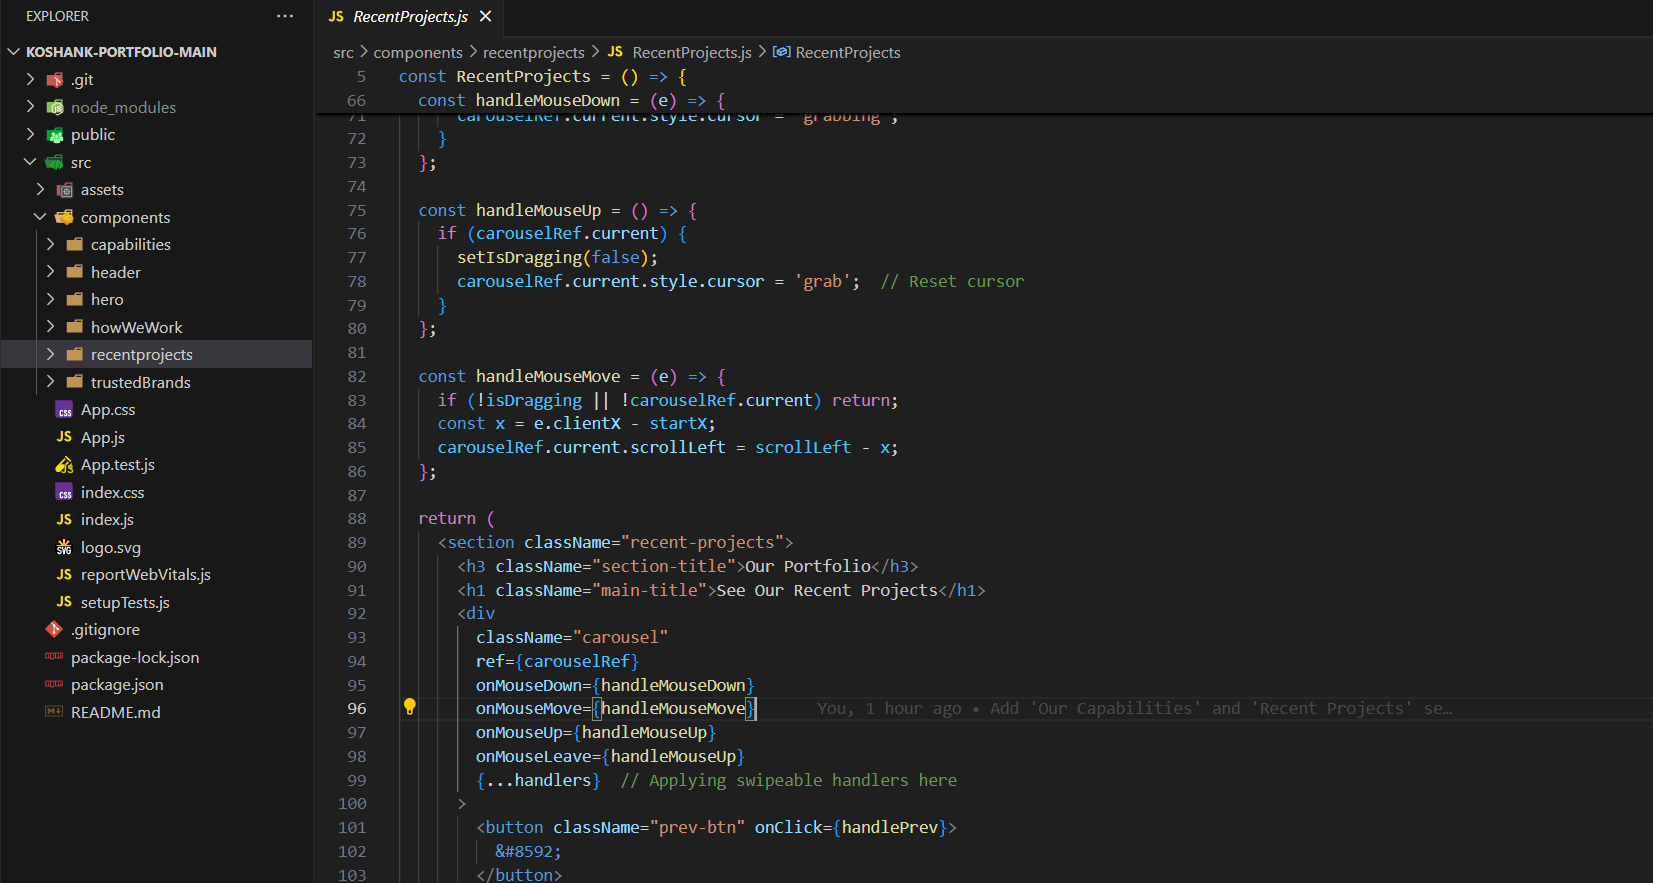 EXPLORER
KOSHANK-PORTFOLIO-MAIN
.git
node_modules
public
src
assets
components
capabilities
header
hero
howWeWork
recentprojects
trustedBrands
App.css
App.js
App.test.js
index.css
index.js
logo.svg
reportWebVitals.js
setupTests.js
.gitignore
package-lock.json
package.json
README.md
JS RecentProjects.js
src > components > recentprojects > JS RecentProjects.js > RecentProjects
5 const RecentProjects = () => {
66 const handleMouseDown = (e) => {
71 carouselRef.current.style.cursor = 'grabbing';
72 }
73 };
74
75 const handleMouseUp = () => {
76 if (carouselRef.current) {
77 setIsDragging(false);
78 carouselRef.current.style.cursor = 'grab'; // Reset cursor
79 }
80 };
81
82 const handleMouseMove = (e) => {
83 if (!isDragging || !carouselRef.current) return;
84 const x = e.clientX - startX;
85 carouselRef.current.scrollLeft = scrollLeft - x;
86 };
87
88 return (
89 <section className="recent-projects">
90 <h3 className="section-title">Our Portfolio</h3>
91 <h1 className="main-title">See Our Recent Projects</h1>
92 <div
93 className="carousel"
94 ref={carouselRef}
95 onMouseDown={handleMouseDown}
96 onMouseMove={handleMouseMove} You, 1 hour ago • Add 'Our Capabilities' and 'Recent Projects' se…
97 onMouseUp={handleMouseUp}
98 onMouseLeave={handleMouseUp}
99 {...handlers} // Applying swipeable handlers here
100 >
101 <button className="prev-btn" onClick={handlePrev}>
102 &#8592;
103 </button>